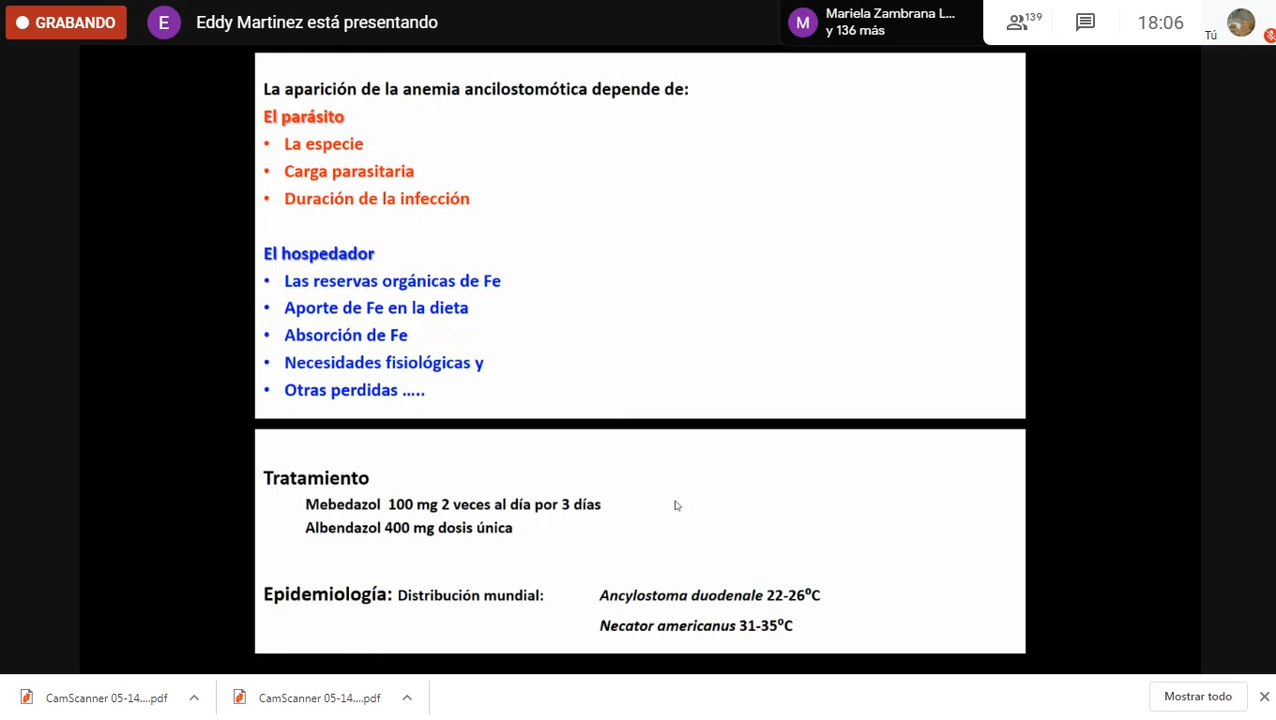 GRABANDO
E
Eddy Martinez está presentando
M
Mariela Zambrana L...
y 136 más
139
18:06
Tú
La aparición de la anemia ancilostomótica depende de:
El parásito
• La especie
• Carga parasitaria
• Duración de la infección
El hospedador
• Las reservas orgánicas de Fe
• Aporte de Fe en la dieta
• Absorción de Fe
• Necesidades fisiológicas y
• Otras perdidas .....
Tratamiento
Mebedazol 100 mg 2 veces al día por 3 días
Albendazol 400 mg dosis única
Epidemiología: Distribución mundial: Ancylostoma duodenale 22-26⁰C
Necator americanus 31-35⁰C
CamScanner 05-14....pdf
CamScanner 05-14....pdf
Mostrar todo